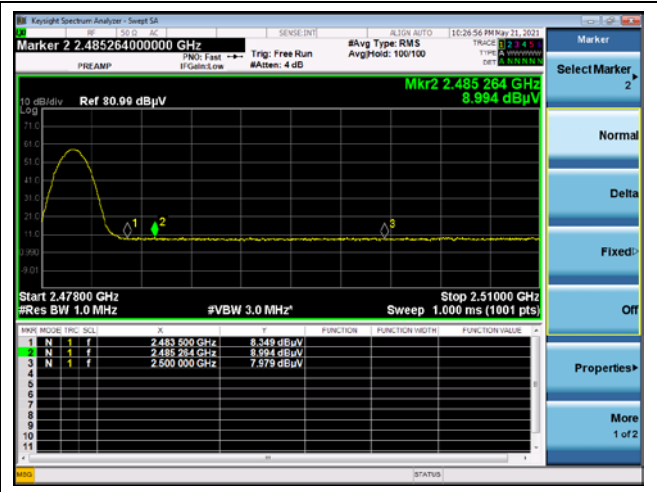 Keysight Spectrum Analyzer - Swept SA
RF 50 Ω AC SENSE:INT ALIGN AUTO 10:26:56 PM May 21, 2021
Marker 2 2.485264000000 GHz
PREAMP
PNO: Fast
IFGain:Low
Trig: Free Run
#Atten: 4 dB
#Avg Type: RMS
Avg|Hold: 100/100
TRACE 1 2 3 4 5 6
TYPE A WWWWW
DET A N N N N N
Mkr2 2.485 264 GHz
8.994 dBµV
10 dB/div Ref 80.99 dBµV
Log
71.0
61.0
51.0
41.0
31.0
21.0
11.0
0.990
-9.01
1
2
3
Start 2.47800 GHz
Stop 2.51000 GHz
#Res BW 1.0 MHz
#VBW 3.0 MHz*
Sweep 1.000 ms (1001 pts)
MKR MODE TRC SCL X Y FUNCTION FUNCTION WIDTH FUNCTION VALUE
1 N 1 f 2.483 500 GHz 8.349 dBµV
2 N 1 f 2.485 264 GHz 8.994 dBµV
3 N 1 f 2.500 000 GHz 7.979 dBµV
4
5
6
7
8
9
10
11
MSG
STATUS
Marker
Select Marker
2
Normal
Delta
Fixed
Off
Properties
More
1 of 2